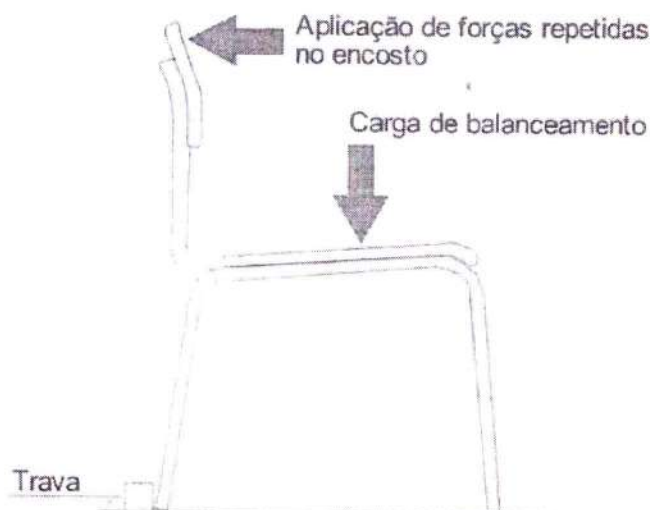 Aplicação de forças repetidas
no encosto
Carga de balanceamento
Trava